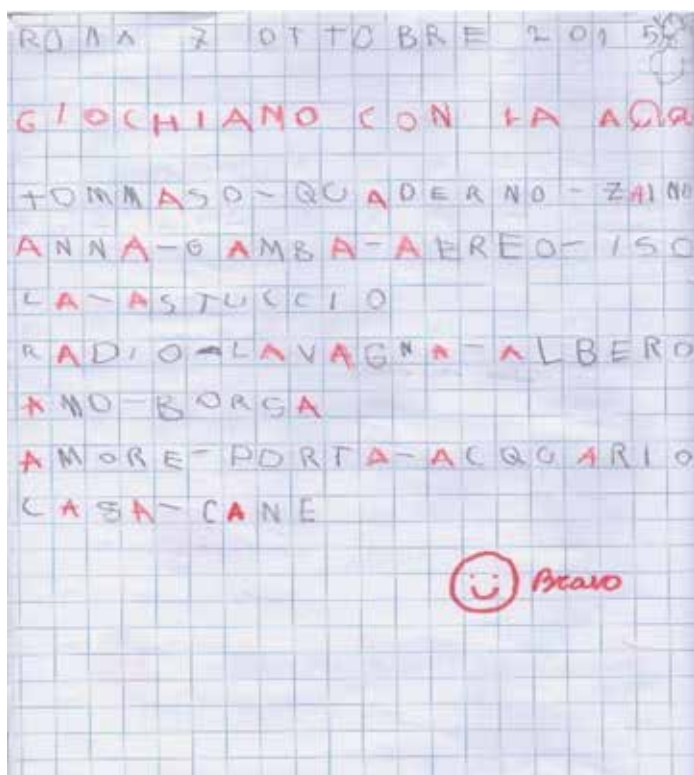 ROMA 7 OTTOBRE 2015
GIOCHIAMO CON LA A
TOMMASO-QUADERNO-ZAINO
ANNA-GAMBA-AEREO-ISO
LA-ASTUCCIO
RADIO-LAVAGNA-ALBERO
AMO-BORSA
AMORE-PORTA-ACQUARIO
CASA-CANE
Bravo